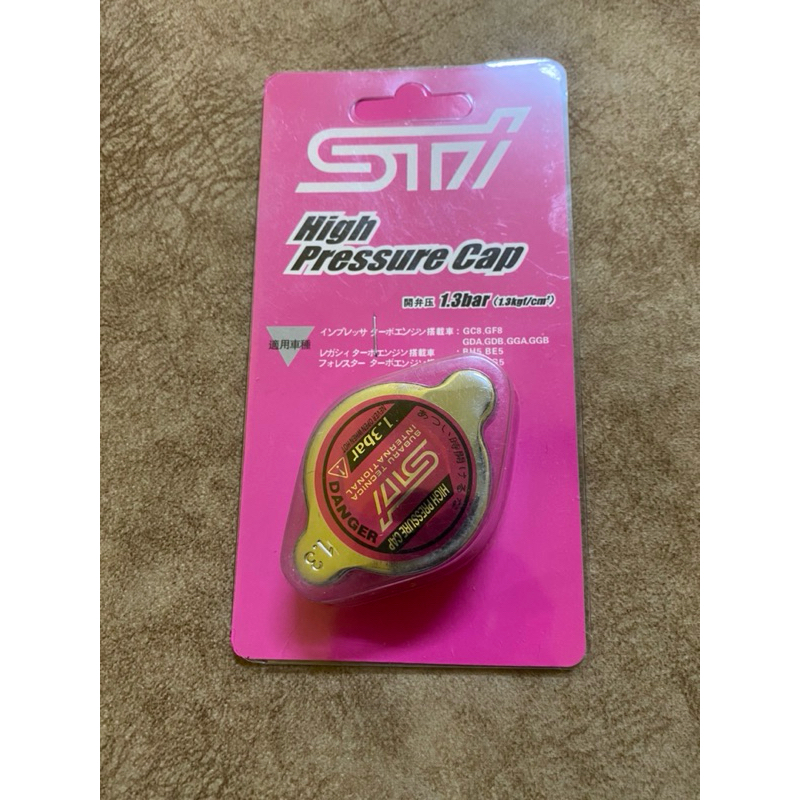 STi
High
Pressure Cap
開弁圧 1.3bar (1.3kgf/cm²)
適用車種
インプレッサ ターボエンジン搭載車：GC8.GF8
GDA.GDB.GGA.GGB
レガシィ ターボエンジン搭載車：BH5.BE5
フォレスター ターボエンジン搭
1.3bar
SUBARU TECNICA
INTERNATIONAL
STi
HIGH PRESSURE CAP
DANGER
1.3